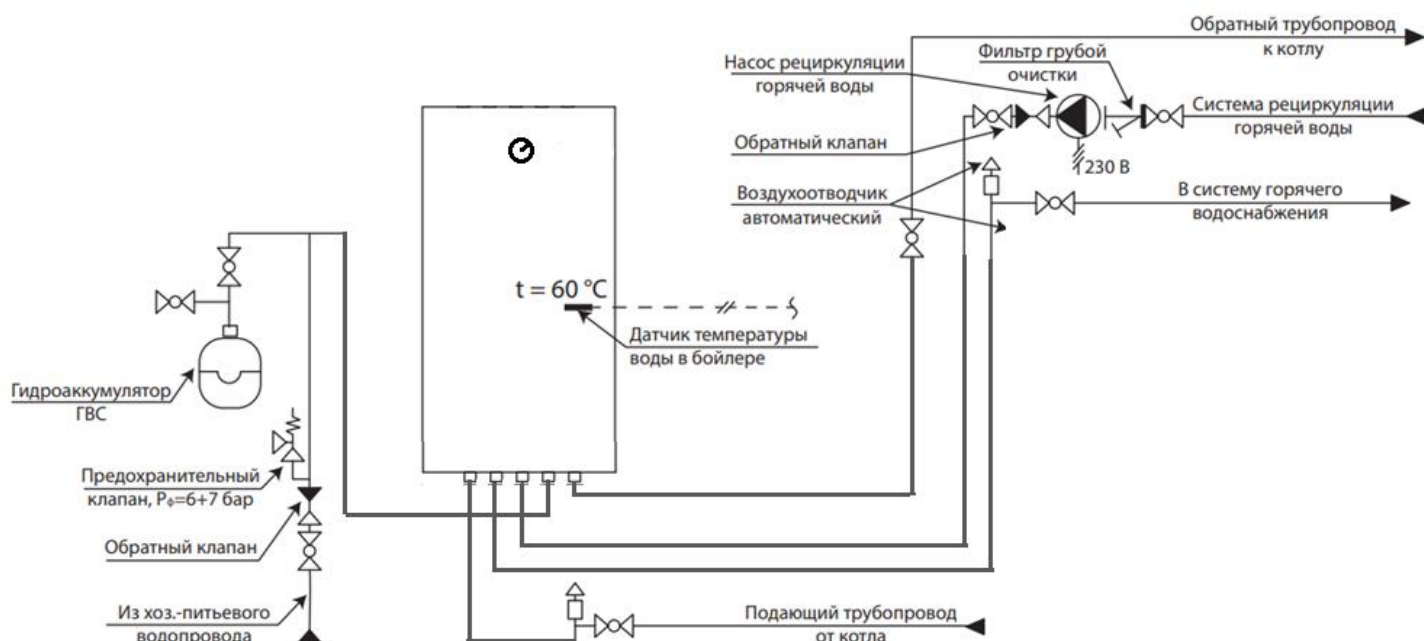 Обратный трубопровод
к котлу
Насос рециркуляции
горячей воды
Фильтр грубой
очистки
Система рециркуляции
горячей воды
Обратный клапан
230 В
Воздухоотводчик
автоматический
В систему горячего
водоснабжения
t = 60 °C
Датчик температуры
воды в бойлере
Гидроаккумулятор
ГВС
Предохранительный
клапан, Рф=6+7 бар
Обратный клапан
Из хоз.-питьевого
водопровода
Подающий трубопровод
от котла